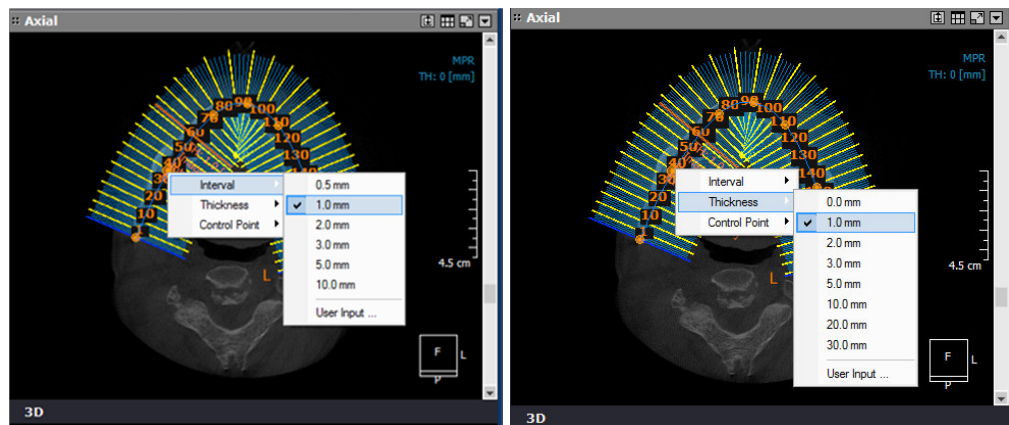 Axial
MPR
TH: 0 [mm]
80 90 100
70 110
60 120
50 130
40
30
20
10
1
Interval
Thickness
Control Point
0.5 mm
1.0 mm
2.0 mm
3.0 mm
5.0 mm
10.0 mm
User Input ...
L
4.5 cm
F L
P
3D
Axial
MPR
TH: 0 [mm]
80 90 100
70 110
60 120
50 130
40 140
30
20
10
1
Interval
Thickness
Control Point
0.0 mm
1.0 mm
2.0 mm
3.0 mm
5.0 mm
10.0 mm
20.0 mm
30.0 mm
User Input ...
L
4.5 cm
F L
P
3D